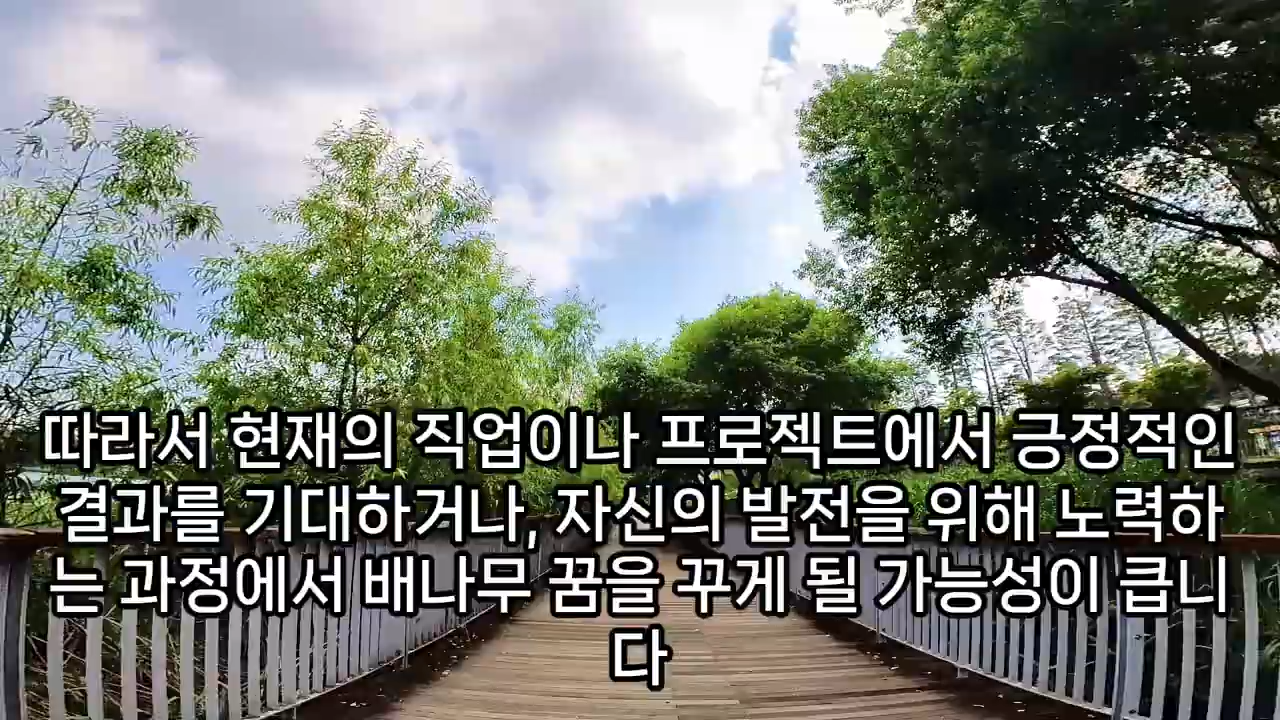 따라서 현재의 직업이나 프로젝트에서 긍정적인
결과를 기대하거나, 자신의 발전을 위해 노력하
는 과정에서 배나무 꿈을 꾸게 될 가능성이 큽니
다